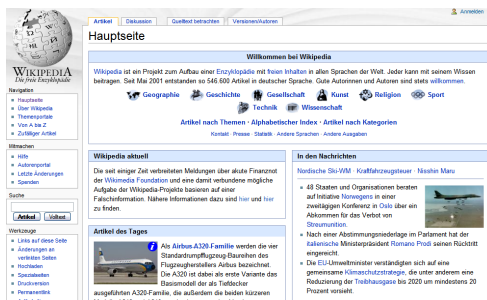 Anmelden
Artikel Diskussion Quelltext betrachten Versionen/Autoren
Hauptseite
WIKIPEDIA
Die freie Enzyklopädie
Navigation
Hauptseite
Über Wikipedia
Themenportale
Von A bis Z
Zufälliger Artikel
Mitmachen
Hilfe
Autorenportal
Letzte Änderungen
Spenden
Suche
Artikel Volltext
Werkzeuge
Links auf diese Seite
Änderungen an
verlinkten Seiten
Hochladen
Spezialseiten
Druckversion
Permanentlink
Willkommen bei Wikipedia
Wikipedia ist ein Projekt zum Aufbau einer Enzyklopädie mit freien Inhalten in allen Sprachen der Welt. Jeder kann mit seinem Wissen
beitragen. Seit Mai 2001 entstanden so 546.600 Artikel in deutscher Sprache. Gute Autorinnen und Autoren sind stets willkommen.
Geographie Geschichte Gesellschaft Kunst Religion Sport
Technik Wissenschaft
Artikel nach Themen · Alphabetischer Index · Artikel nach Kategorien
Kontakt · Presse · Statistik · Andere Sprachen · Andere Ausgaben
Wikipedia aktuell
Die seit einiger Zeit verbreiteten Meldungen über akute Finanznot
der Wikimedia Foundation und eine damit verbundene mögliche
Aufgabe der Wikipedia-Projekte basieren auf einer
Falschinformation. Nähere Informationen dazu sind hier und hier
zu finden.
Artikel des Tages
Als Airbus-A320-Familie werden die vier
Standardrumpfflugzeug-Baureihen des
Flugzeugherstellers Airbus bezeichnet.
Die A320 ist dabei als erste Variante das
Basismodell der als Tiefdecker
ausgeführten A320-Familie, die außerdem die beiden kürzeren
In den Nachrichten
Nordische Ski-WM · Kraftfahrzeugsteuer · Nisshin Maru
48 Staaten und Organisationen beraten
auf Initiative Norwegens in einer
zweitägigen Konferenz in Oslo über ein
Abkommen für das Verbot von
Streumunition.
Nach einer Abstimmungsniederlage im Parlament hat der
italienische Ministerpräsident Romano Prodi seinen Rücktritt
eingereicht.
Die EU-Umweltminister verständigten sich auf eine
gemeinsame Klimaschutzstrategie, die unter anderem eine
Reduzierung der Treibhausgase bis 2020 um mindestens 20
Prozent vorsieht.